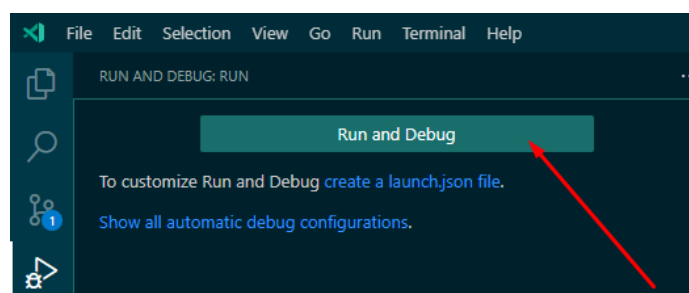 File Edit Selection View Go Run Terminal Help
RUN AND DEBUG: RUN
Run and Debug
To customize Run and Debug create a launch.json file.
Show all automatic debug configurations.
1